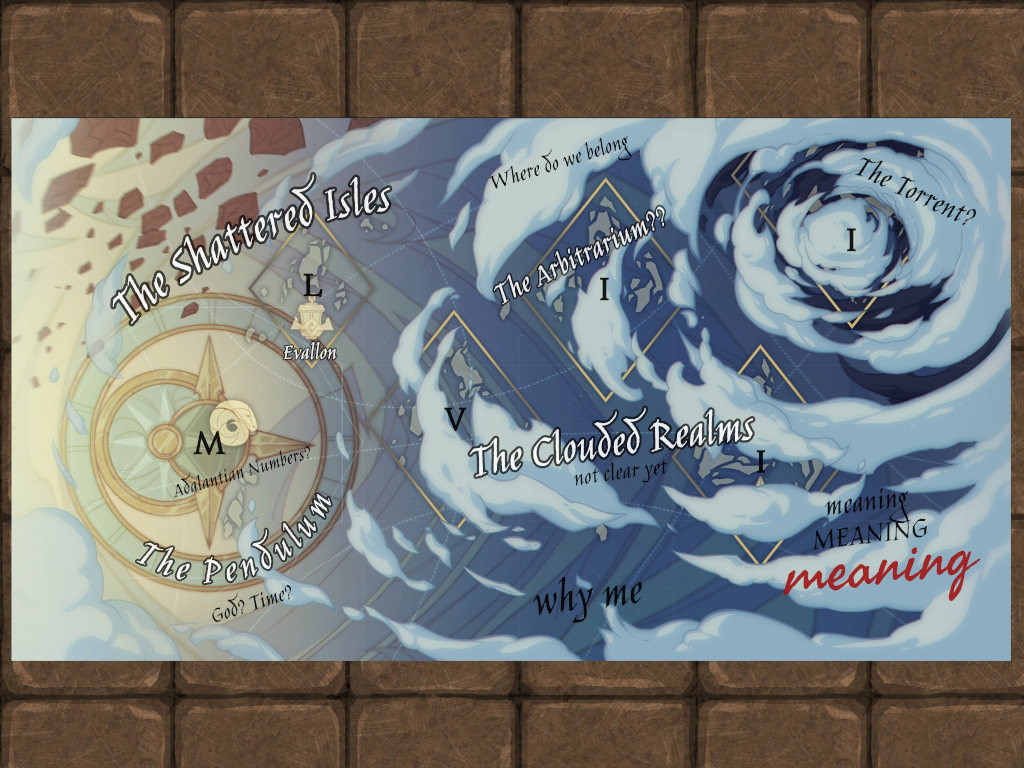 The Shattered Isles
L
Evallon
M
Adalantian Numbers?
The Pendulum
God? Time?
Where do we belong
The Arbitrarium??
I
The Torrent?
I
V
The Clouded Realms
not clear yet
I
why me
meaning
MEANING
meaning